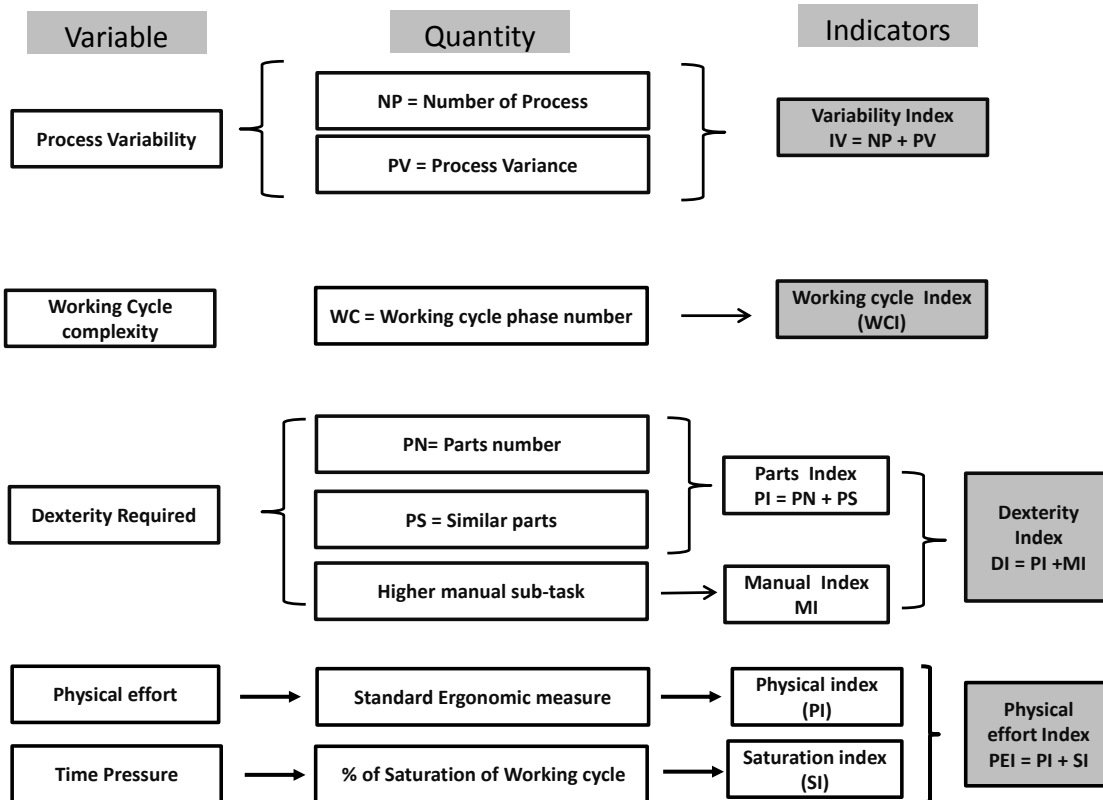 Variable
Quantity
Indicators
Process Variability
NP = Number of Process
PV = Process Variance
Variability Index
IV = NP + PV
Working Cycle
complexity
WC = Working cycle phase number
Working cycle  Index
(WCI)
Dexterity Required
PN= Parts number
PS = Similar parts
Higher manual sub-task
Parts  Index
PI = PN + PS
Manual  Index
MI
Dexterity
Index
DI = PI +MI
Physical effort
Standard Ergonomic measure
Physical index
(PI)
Time Pressure
% of Saturation of Working cycle
Saturation index
(SI)
Physical
effort Index
PEI = PI + SI